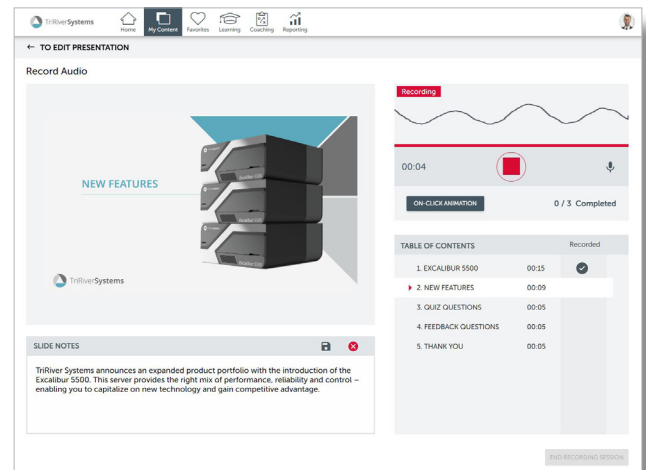 TriRiverSystems
Home
My Content
Favorites
Learning
Coaching
Reporting
← TO EDIT PRESENTATION
Record Audio
NEW FEATURES
TriRiverSystems
Recording
00:04
ON-CLICK ANIMATION
0 / 3 Completed
TABLE OF CONTENTS Recorded
1. EXCALIBUR 5500 00:15
2. NEW FEATURES 00:09
3. QUIZ QUESTIONS 00:05
4. FEEDBACK QUESTIONS 00:05
5. THANK YOU 00:05
SLIDE NOTES
TriRiver Systems announces an expanded product portfolio with the introduction of the
Excalibur 5500. This server provides the right mix of performance, reliability and control –
enabling you to capitalize on new technology and gain competitive advantage.
END RECORDING SESSION